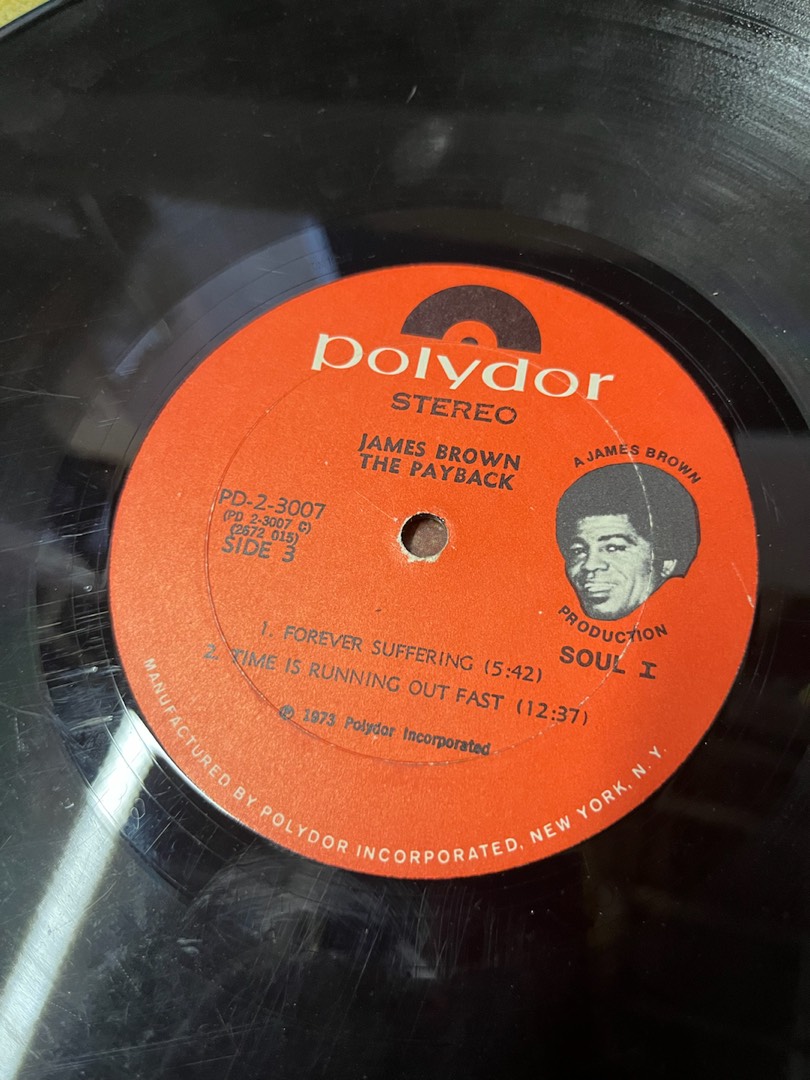 polydor
STEREO
JAMES BROWN
THE PAYBACK
PD-2-3007
(PD 2-3007 C)
(2672 015)
SIDE 3
A JAMES BROWN
PRODUCTION
SOUL I
1. FOREVER SUFFERING (5:42)
2. TIME IS RUNNING OUT FAST (12:37)
℗ 1973 Polydor Incorporated
MANUFACTURED BY POLYDOR INCORPORATED, NEW YORK, N. Y.